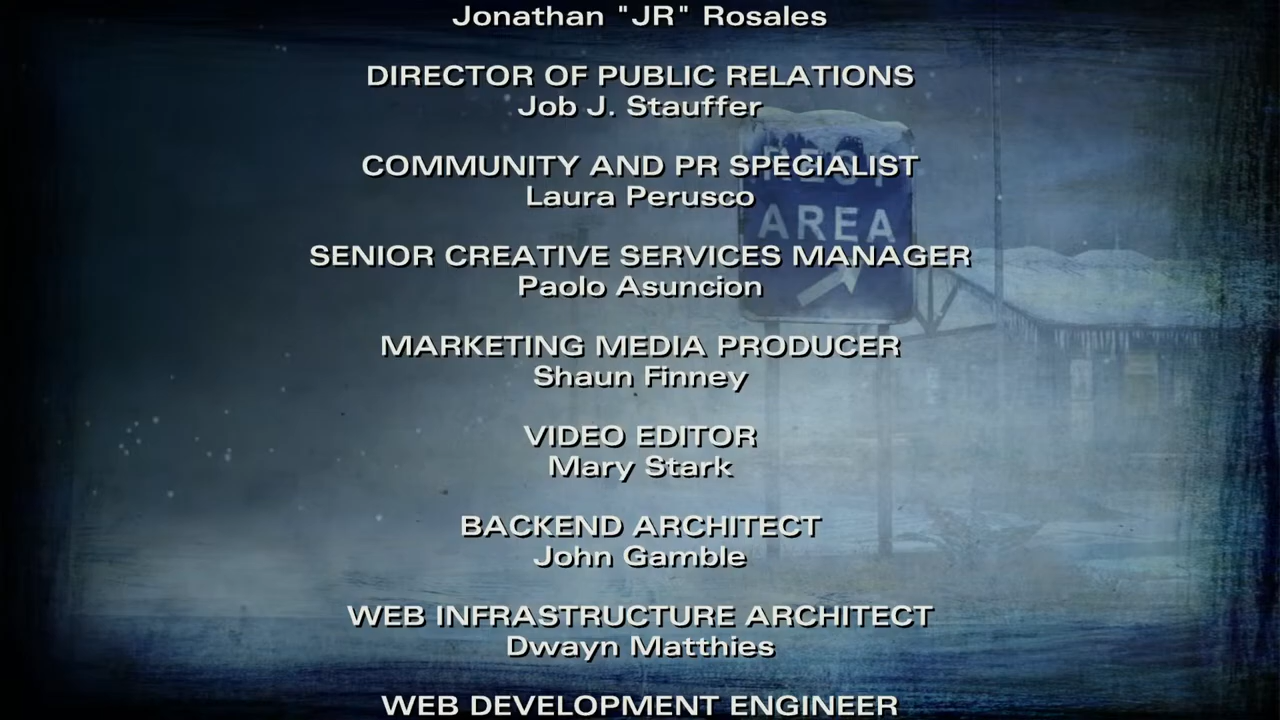 Jonathan "JR" Rosales
DIRECTOR OF PUBLIC RELATIONS
Job J. Stauffer
COMMUNITY AND PR SPECIALIST
Laura Perusco
SENIOR CREATIVE SERVICES MANAGER
Paolo Asuncion
MARKETING MEDIA PRODUCER
Shaun Finney
VIDEO EDITOR
Mary Stark
BACKEND ARCHITECT
John Gamble
WEB INFRASTRUCTURE ARCHITECT
Dwayn Matthies
WEB DEVELOPMENT ENGINEER
REST
AREA